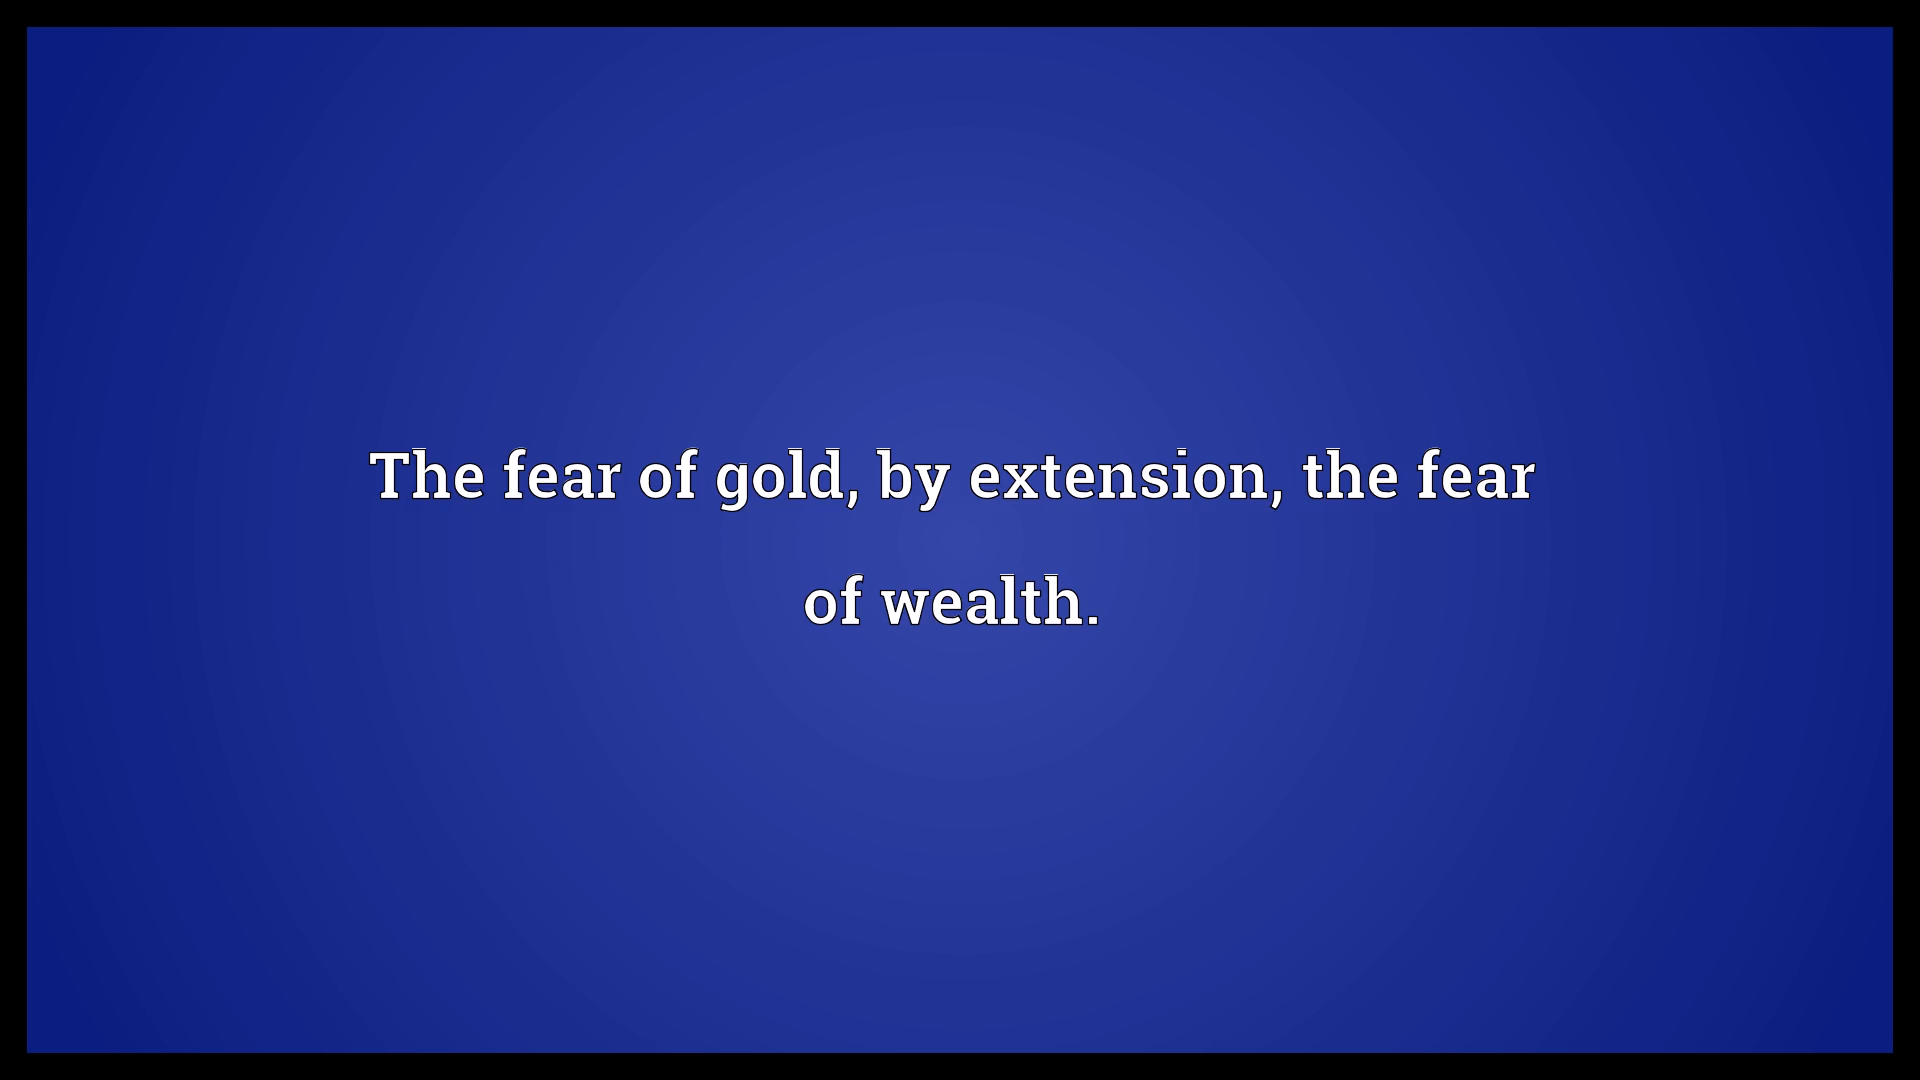 The fear of gold, by extension, the fear
of wealth.